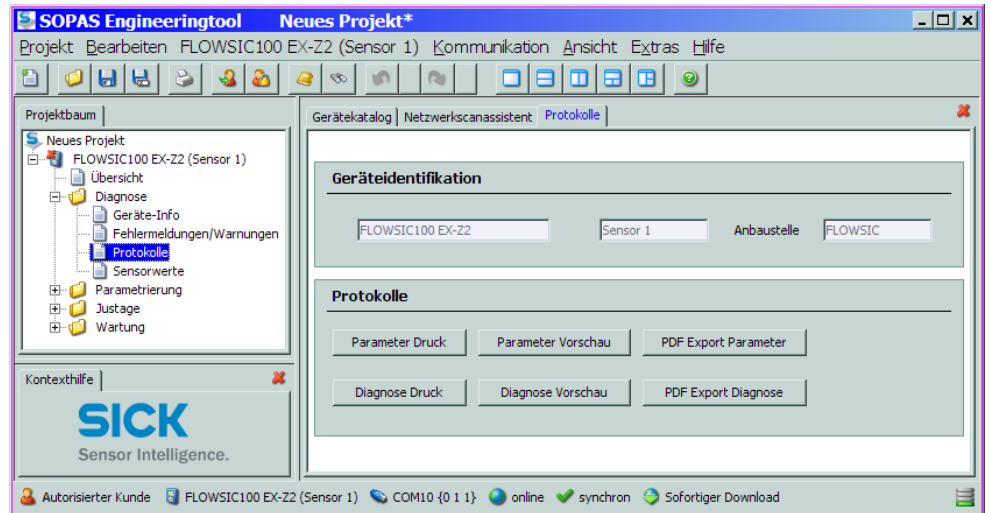 SOPAS Engineeringtool Neues Projekt*
Projekt Bearbeiten FLOWSIC100 EX-Z2 (Sensor 1) Kommunikation Ansicht Extras Hilfe
Projektbaum
Neues Projekt
FLOWSIC100 EX-Z2 (Sensor 1)
Übersicht
Diagnose
Geräte-Info
Fehlermeldungen/Warnungen
Protokolle
Sensorwerte
Parametrierung
Justage
Wartung
Kontexthilfe
SICK
Sensor Intelligence.
Gerätekatalog Netzwerkscanassistent Protokolle
Geräteidentifikation
FLOWSIC100 EX-Z2 Sensor 1 Anbaustelle FLOWSIC
Protokolle
Parameter Druck Parameter Vorschau PDF Export Parameter
Diagnose Druck Diagnose Vorschau PDF Export Diagnose
Autorisierter Kunde FLOWSIC100 EX-Z2 (Sensor 1) COM10 {0 1 1} online synchron Sofortiger Download